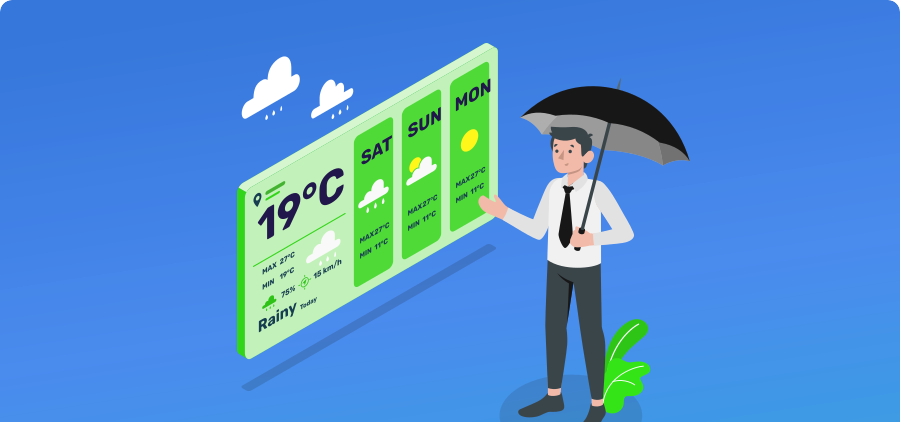 19°C
MAX 27°C
MIN 19°C
75% 15 km/h
Rainy Today
SAT
MAX27°C
MIN 11°C
SUN
MAX27°C
MIN 11°C
MON
MAX27°C
MIN 11°C